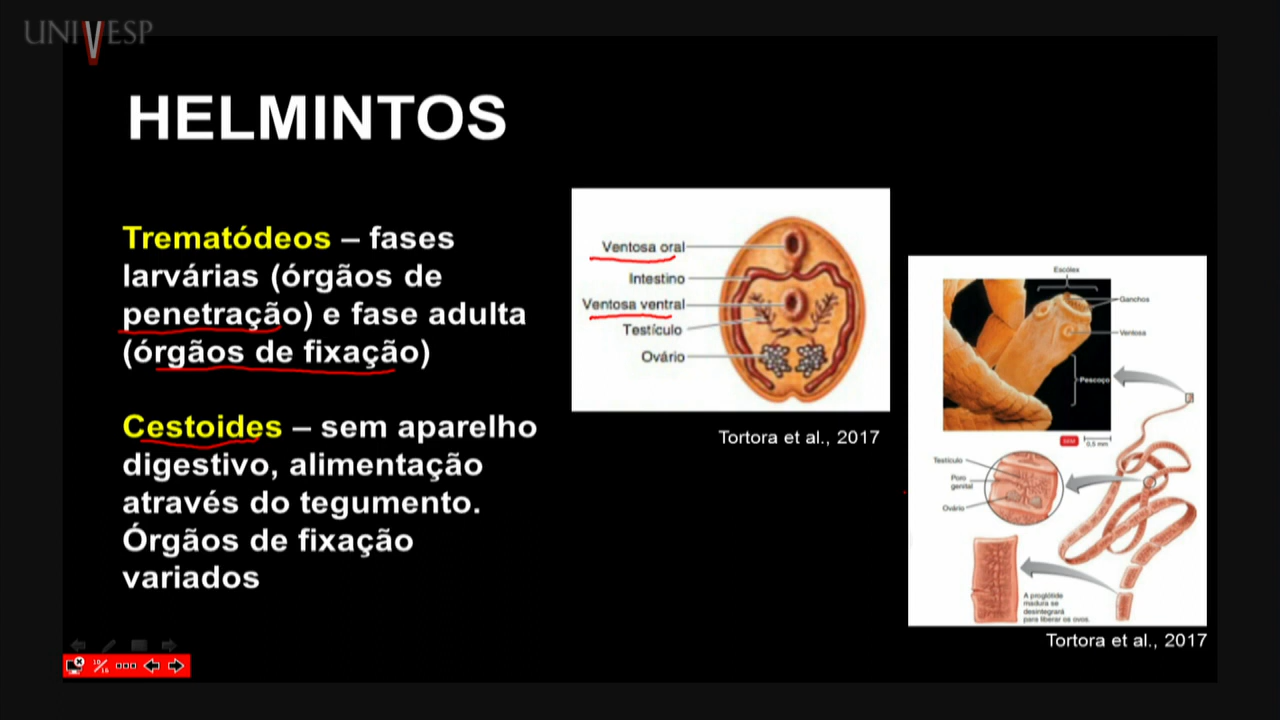 UNIVESP
HELMINTOS
Trematódeos – fases
larvárias (órgãos de
penetração) e fase adulta
(órgãos de fixação)
Cestoides – sem aparelho
digestivo, alimentação
através do tegumento.
Órgãos de fixação
variados
Ventosa oral
Intestino
Ventosa ventral
Testículo
Ovário
Tortora et al., 2017
Escólex
Ganchos
Ventosa
Pescoço
SEM
0,5 mm
Testículo
Poro
genital
Ovário
A proglótide
madura se
desintegrará
para liberar os ovos.
Tortora et al., 2017
10/16